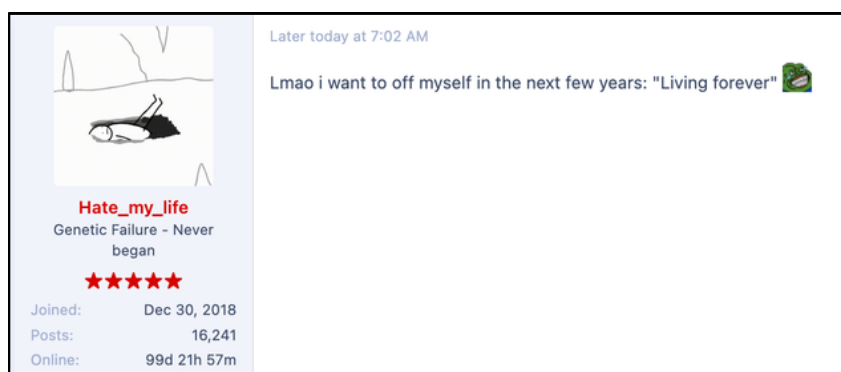 Later today at 7:02 AM
Lmao i want to off myself in the next few years: "Living forever"
Hate_my_life
Genetic Failure - Never
began
Joined: Dec 30, 2018
Posts: 16,241
Online: 99d 21h 57m